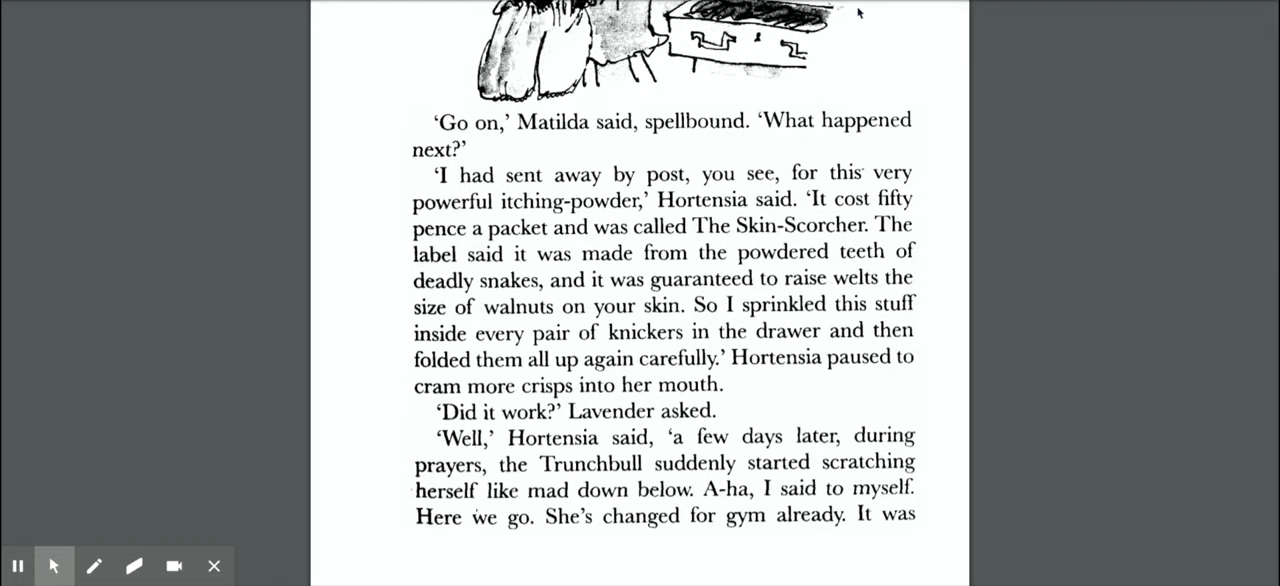 ‘Go on,’ Matilda said, spellbound. ‘What happened
next?’
‘I had sent away by post, you see, for this very
powerful itching-powder,’ Hortensia said. ‘It cost fifty
pence a packet and was called The Skin-Scorcher. The
label said it was made from the powdered teeth of
deadly snakes, and it was guaranteed to raise welts the
size of walnuts on your skin. So I sprinkled this stuff
inside every pair of knickers in the drawer and then
folded them all up again carefully.’ Hortensia paused to
cram more crisps into her mouth.
‘Did it work?’ Lavender asked.
‘Well,’ Hortensia said, ‘a few days later, during
prayers, the Trunchbull suddenly started scratching
herself like mad down below. A-ha, I said to myself.
Here we go. She’s changed for gym already. It was